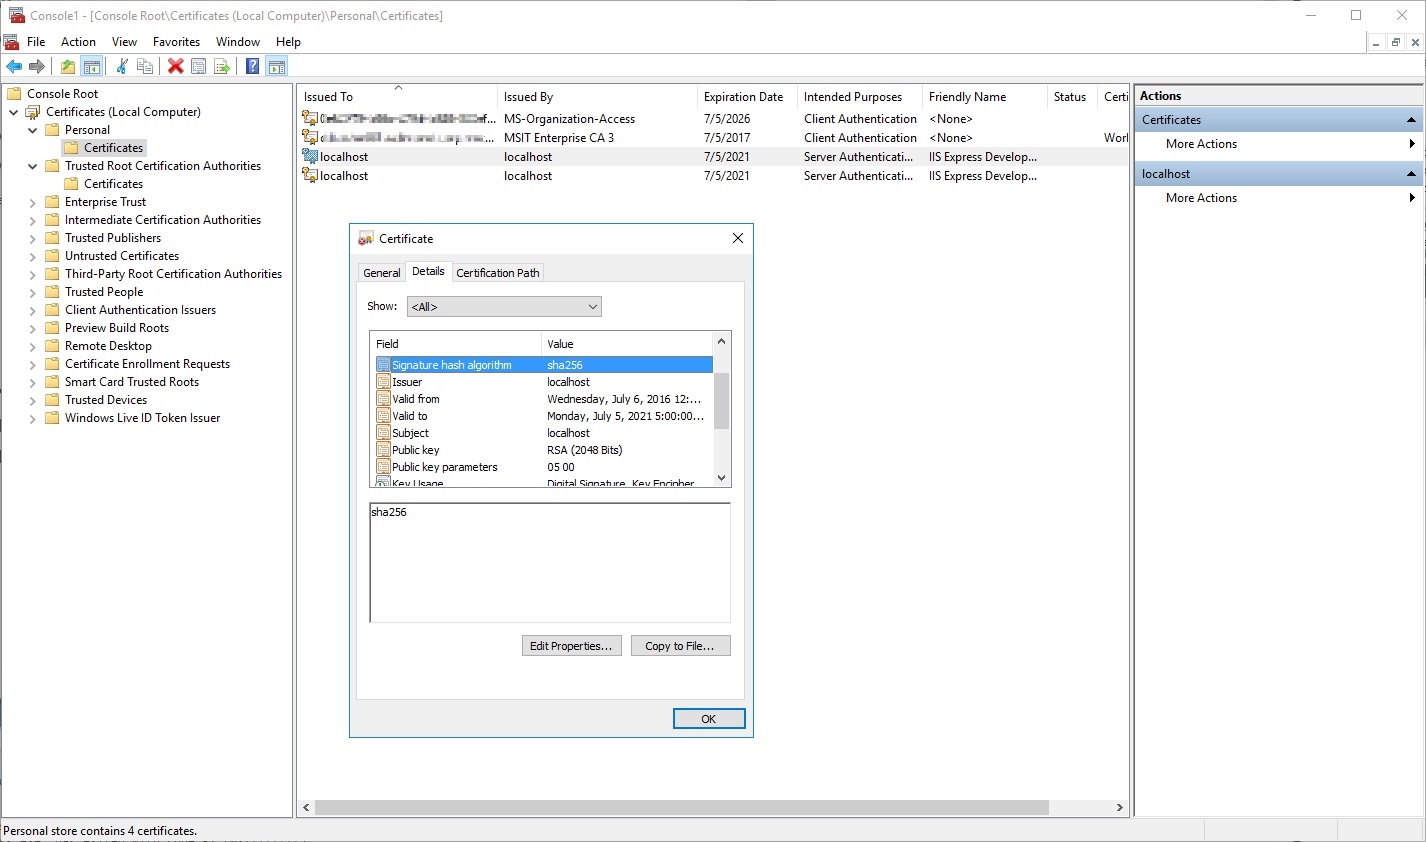 Console1 - [Console Root\Certificates (Local Computer)\Personal\Certificates]
File Action View Favorites Window Help
Console Root
Certificates (Local Computer)
Personal
Certificates
Trusted Root Certification Authorities
Certificates
Enterprise Trust
Intermediate Certification Authorities
Trusted Publishers
Untrusted Certificates
Third-Party Root Certification Authorities
Trusted People
Client Authentication Issuers
Preview Build Roots
Remote Desktop
Certificate Enrollment Requests
Smart Card Trusted Roots
Trusted Devices
Windows Live ID Token Issuer
Issued To Issued By Expiration Date Intended Purposes Friendly Name Status Certi
MS-Organization-Access 7/5/2026 Client Authentication <None>
MSIT Enterprise CA 3 7/5/2017 Client Authentication <None> Worl
localhost localhost 7/5/2021 Server Authenticati... IIS Express Develop...
localhost localhost 7/5/2021 Server Authenticati... IIS Express Develop...
Certificate
General Details Certification Path
Show: <All>
Field Value
Signature hash algorithm sha256
Issuer localhost
Valid from Wednesday, July 6, 2016 12:...
Valid to Monday, July 5, 2021 5:00:00...
Subject localhost
Public key RSA (2048 Bits)
Public key parameters 05 00
Key Usage Digital Signature, Key Encipher
sha256
Edit Properties... Copy to File...
OK
Actions
Certificates
More Actions
localhost
More Actions
Personal store contains 4 certificates.